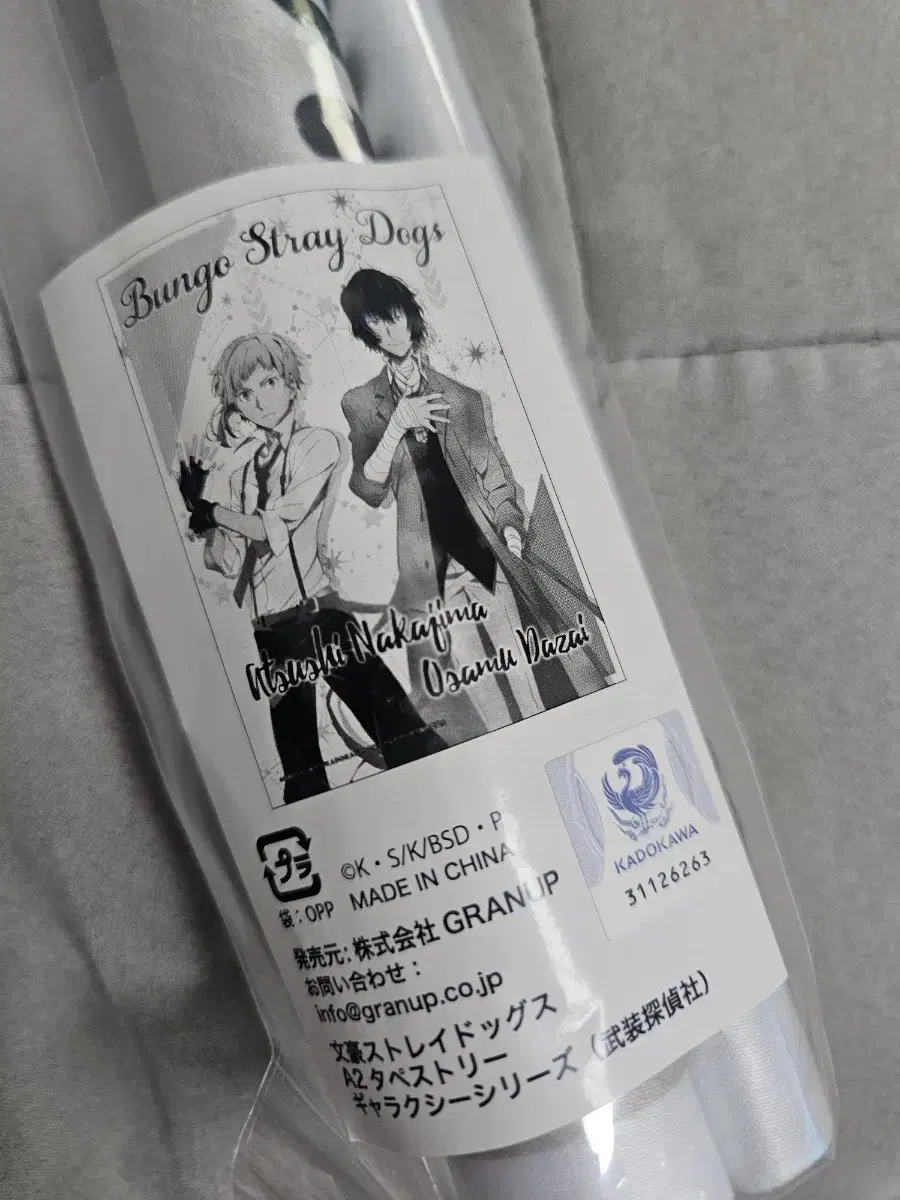 Bungo Stray Dogs
Atsushi Nakajima
Osamu Dazai
プラ
袋：OPP
©K・S/K/BSD・P
MADE IN CHINA
KADOKAWA
31126263
発売元：株式会社 GRANUP
お問い合わせ：
info@granup.co.jp
文豪ストレイドッグス
A2タペストリー
ギャラクシーシリーズ（武装探偵社）